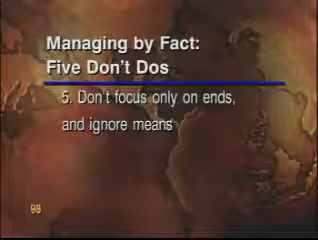 Managing by Fact:
Five Don't Dos
5. Don't focus only on ends,
and ignore means
98